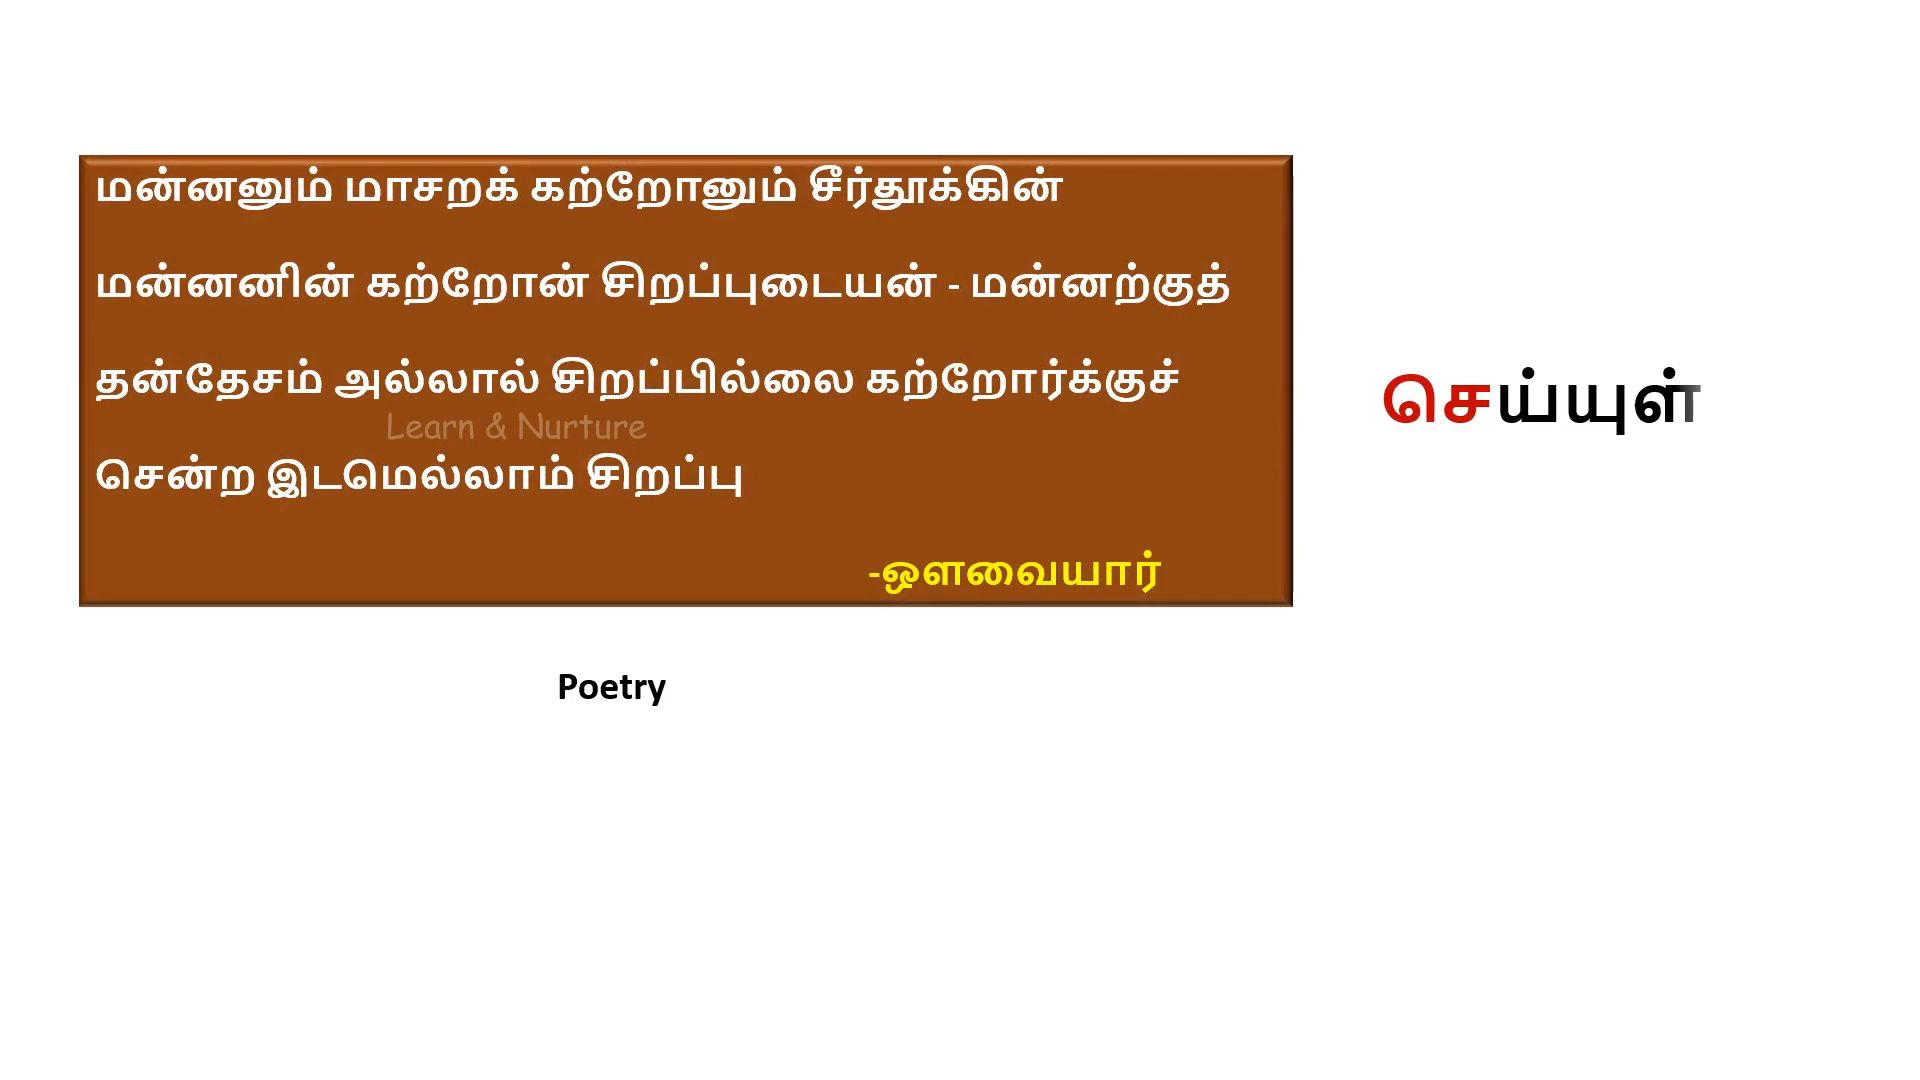 மன்னனும் மாசறக் கற்றோனும் சீர்தூக்கின்
மன்னனின் கற்றோன் சிறப்புடையன் - மன்னற்குத்
தன்தேசம் அல்லால் சிறப்பில்லை கற்றோர்க்குச்
Learn & Nurture
சென்ற இடமெல்லாம் சிறப்பு
-ஔவையார்
செய்யுள்
Poetry